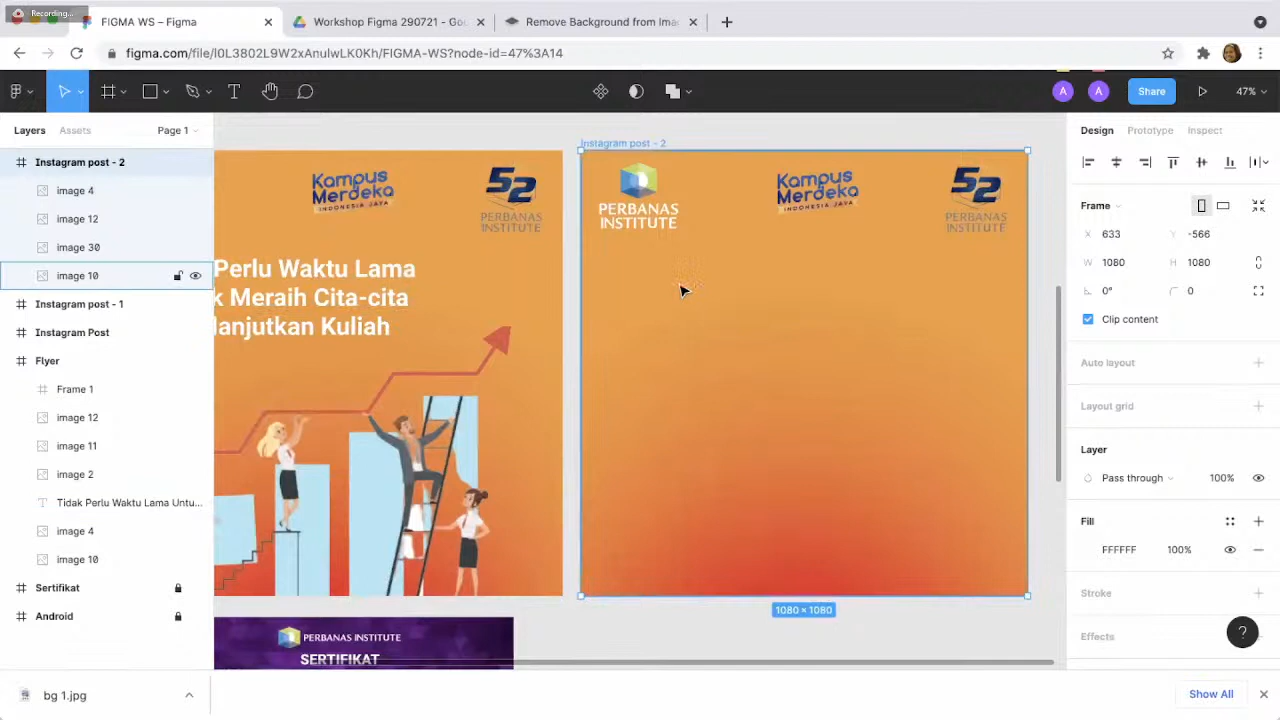 Recording...
FIGMA WS – Figma
Workshop Figma 290721 - Go
Remove Background from Ima
figma.com/file/l0L3802L9W2xAnulwLK0Kh/FIGMA-WS?node-id=47%3A14
A
A
Share
47%
Layers
Assets
Page 1
Instagram post - 2
image 4
image 12
image 30
image 10
Instagram post - 1
Instagram Post
Flyer
Frame 1
image 12
image 11
image 2
Tidak Perlu Waktu Lama Untu...
image 4
image 10
Sertifikat
Android
Kampus
Merdeka
INDONESIA JAYA
52
PERBANAS
INSTITUTE
Perlu Waktu Lama
k Meraih Cita-cita
lanjutkan Kuliah
PERBANAS INSTITUTE
SERTIFIKAT
Instagram post - 2
PERBANAS
INSTITUTE
Kampus
Merdeka
INDONESIA JAYA
52
PERBANAS
INSTITUTE
1080 × 1080
Design
Prototype
Inspect
Frame
X 633
Y -566
W 1080
H 1080
0°
0
Clip content
Auto layout
Layout grid
Layer
Pass through
100%
Fill
FFFFFF
100%
Stroke
Effects
?
bg 1.jpg
Show All